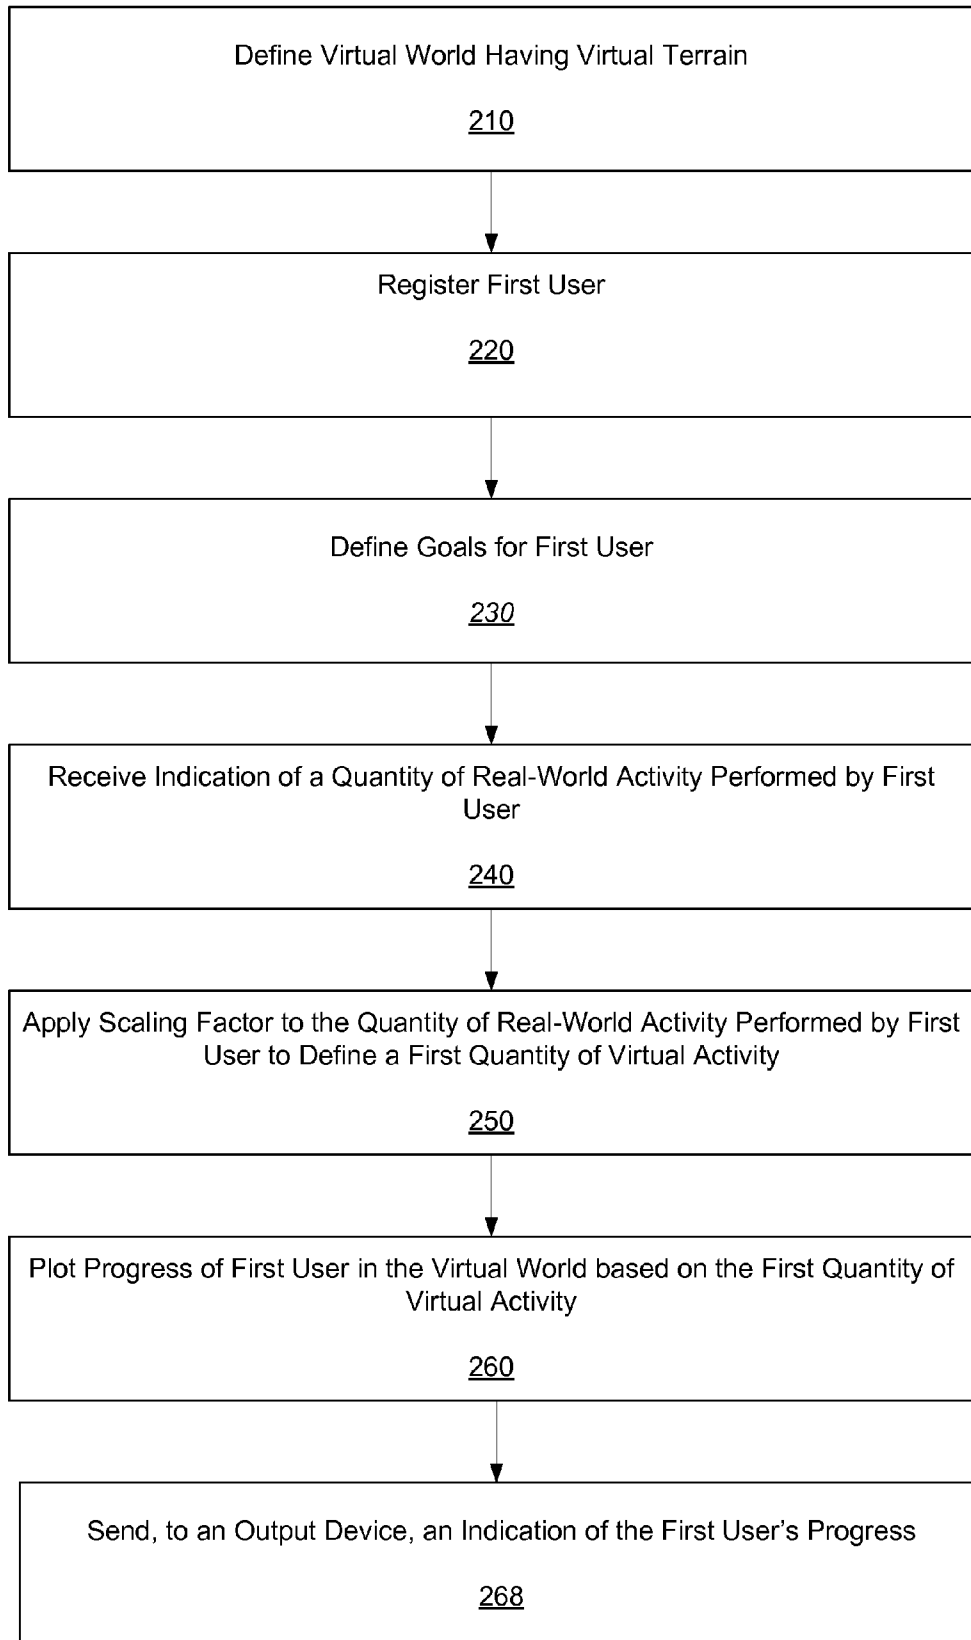 Define Virtual World Having Virtual Terrain
210
Register First User
220
Define Goals for First User
230
Receive Indication of a Quantity of Real-World Activity Performed by First
User
240
Apply Scaling Factor to the Quantity of Real-World Activity Performed by First
User to Define a First Quantity of Virtual Activity
250
Plot Progress of First User in the Virtual World based on the First Quantity of
Virtual Activity
260
Send, to an Output Device, an Indication of the First User's Progress
268